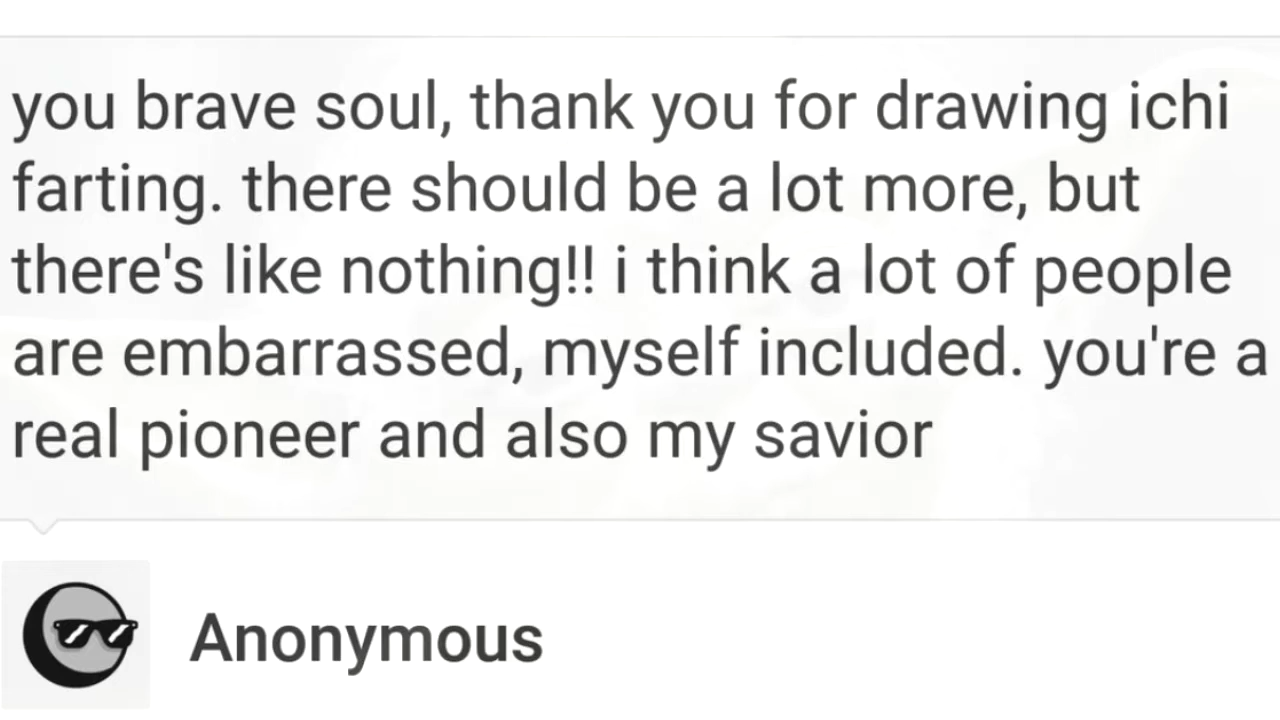 you brave soul, thank you for drawing ichi
farting. there should be a lot more, but
there's like nothing!! i think a lot of people
are embarrassed, myself included. you're a
real pioneer and also my savior
Anonymous